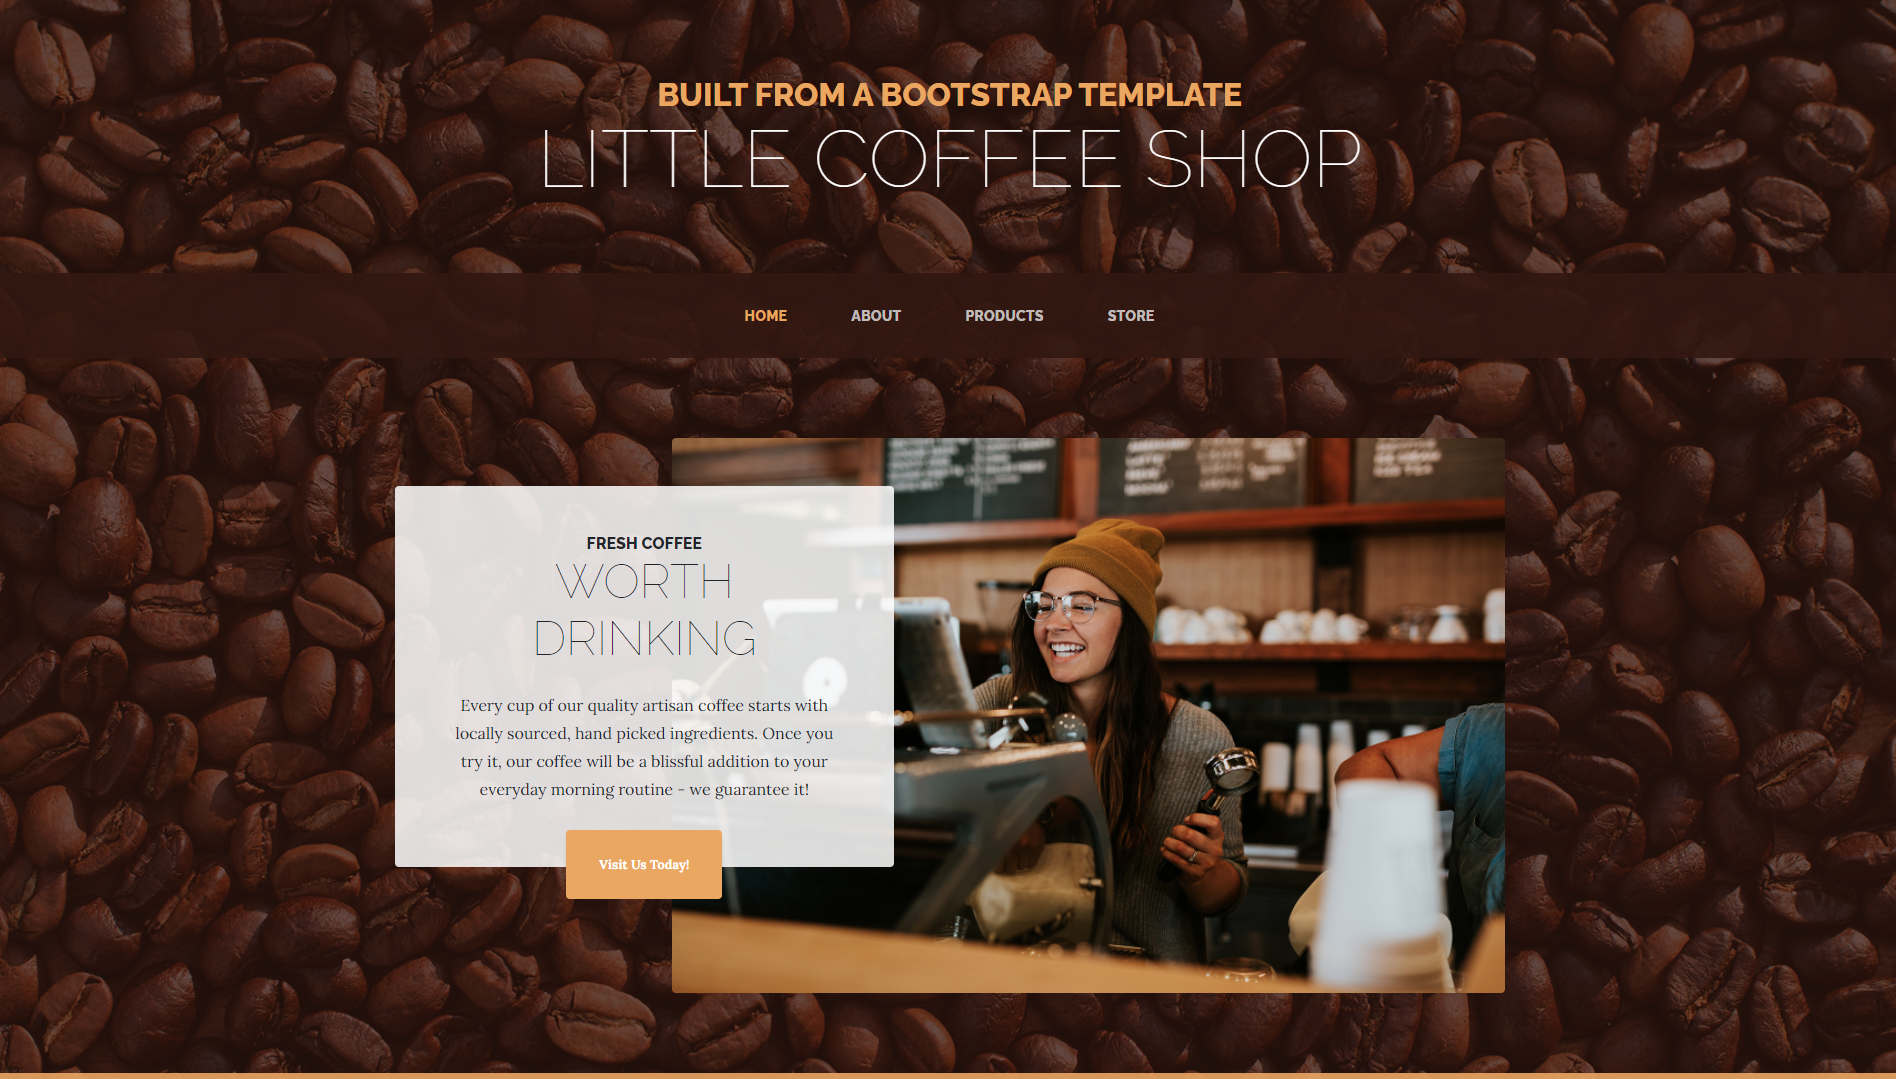 BUILT FROM A BOOTSTRAP TEMPLATE
LITTLE COFFEE SHOP
HOME
ABOUT
PRODUCTS
STORE
FRESH COFFEE
WORTH
DRINKING
Every cup of our quality artisan coffee starts with
locally sourced, hand picked ingredients. Once you
try it, our coffee will be a blissful addition to your
everyday morning routine - we guarantee it!
Visit Us Today!